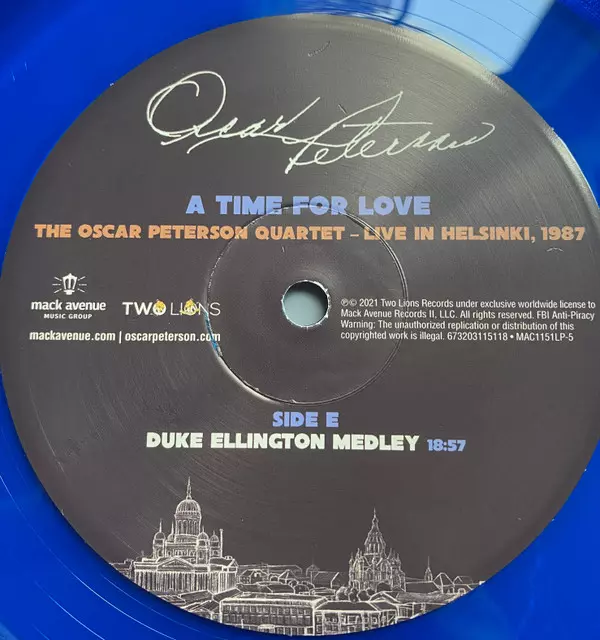 Oscar Peterson
A TIME FOR LOVE
THE OSCAR PETERSON QUARTET – LIVE IN HELSINKI, 1987
mack avenue
MUSIC GROUP
TWO LIONS
mackavenue.com | oscarpeterson.com
℗© 2021 Two Lions Records under exclusive worldwide license to
Mack Avenue Records II, LLC. All rights reserved. FBI Anti-Piracy
Warning: The unauthorized replication or distribution of this
copyrighted work is illegal. 673203115118 • MAC1151LP-5
SIDE E
DUKE ELLINGTON MEDLEY 18:57